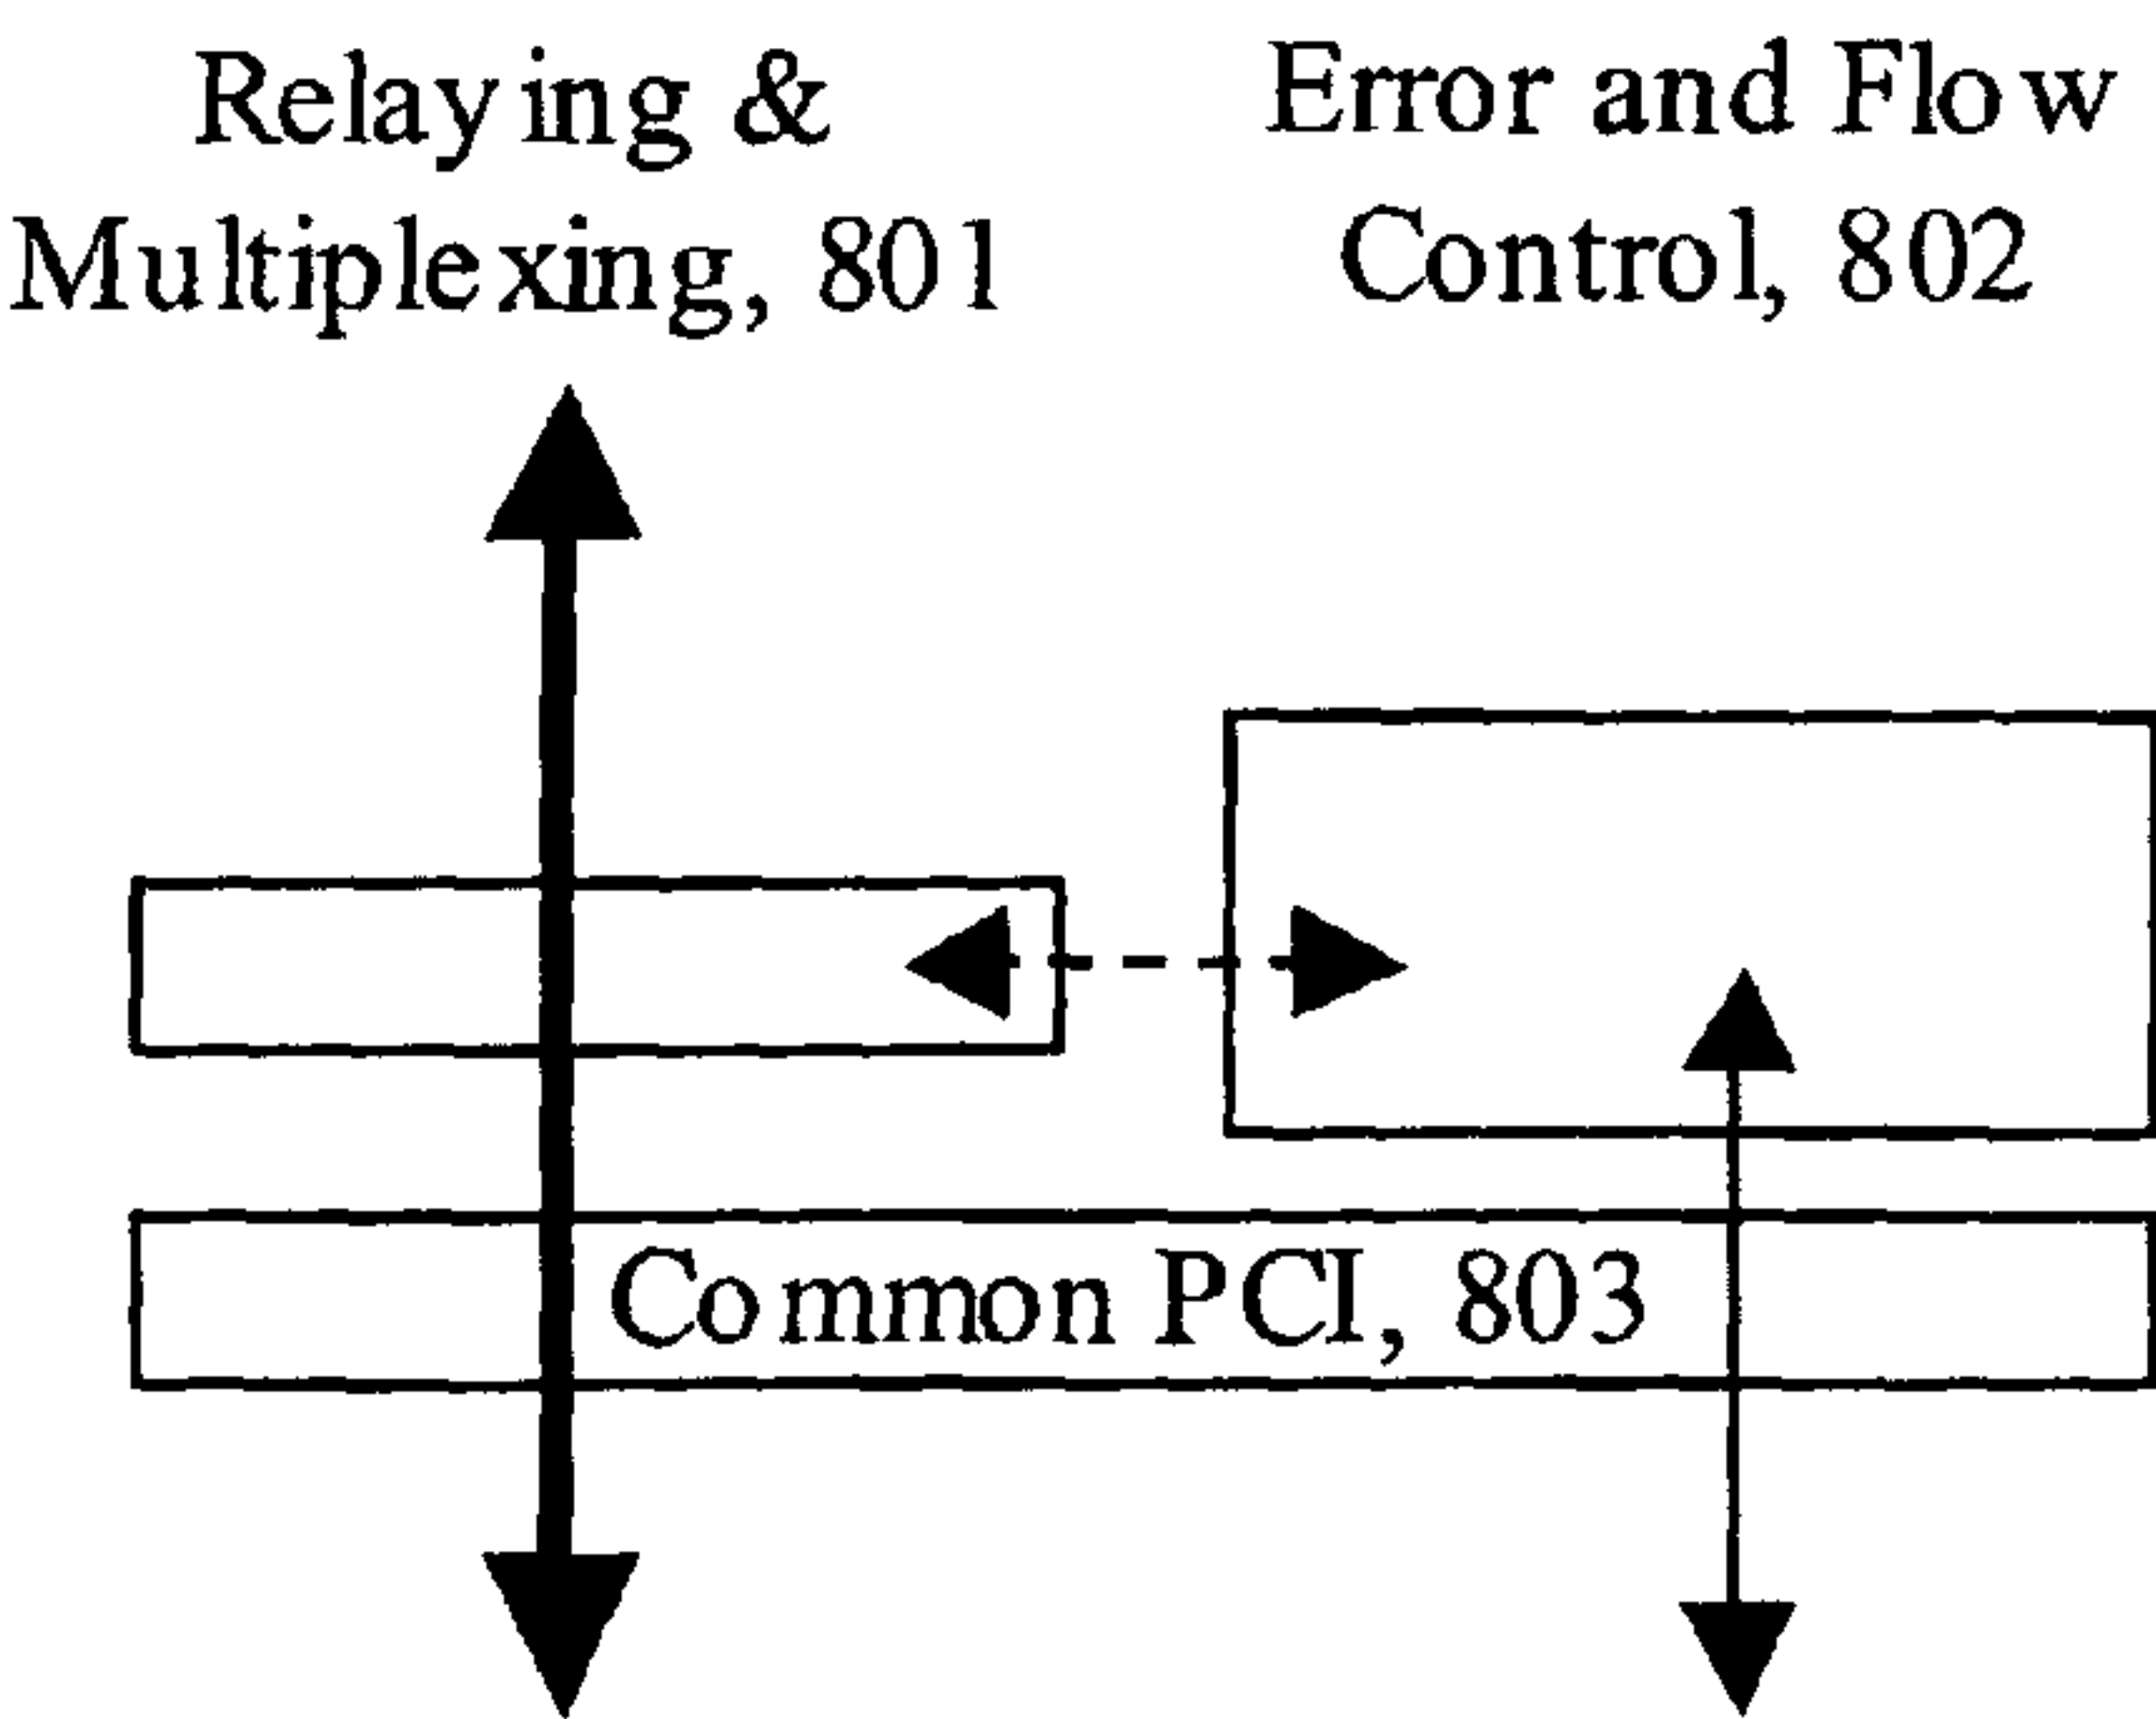 Relaying &
Multiplexing, 801
Error and Flow
Control, 802
Common PCI, 803